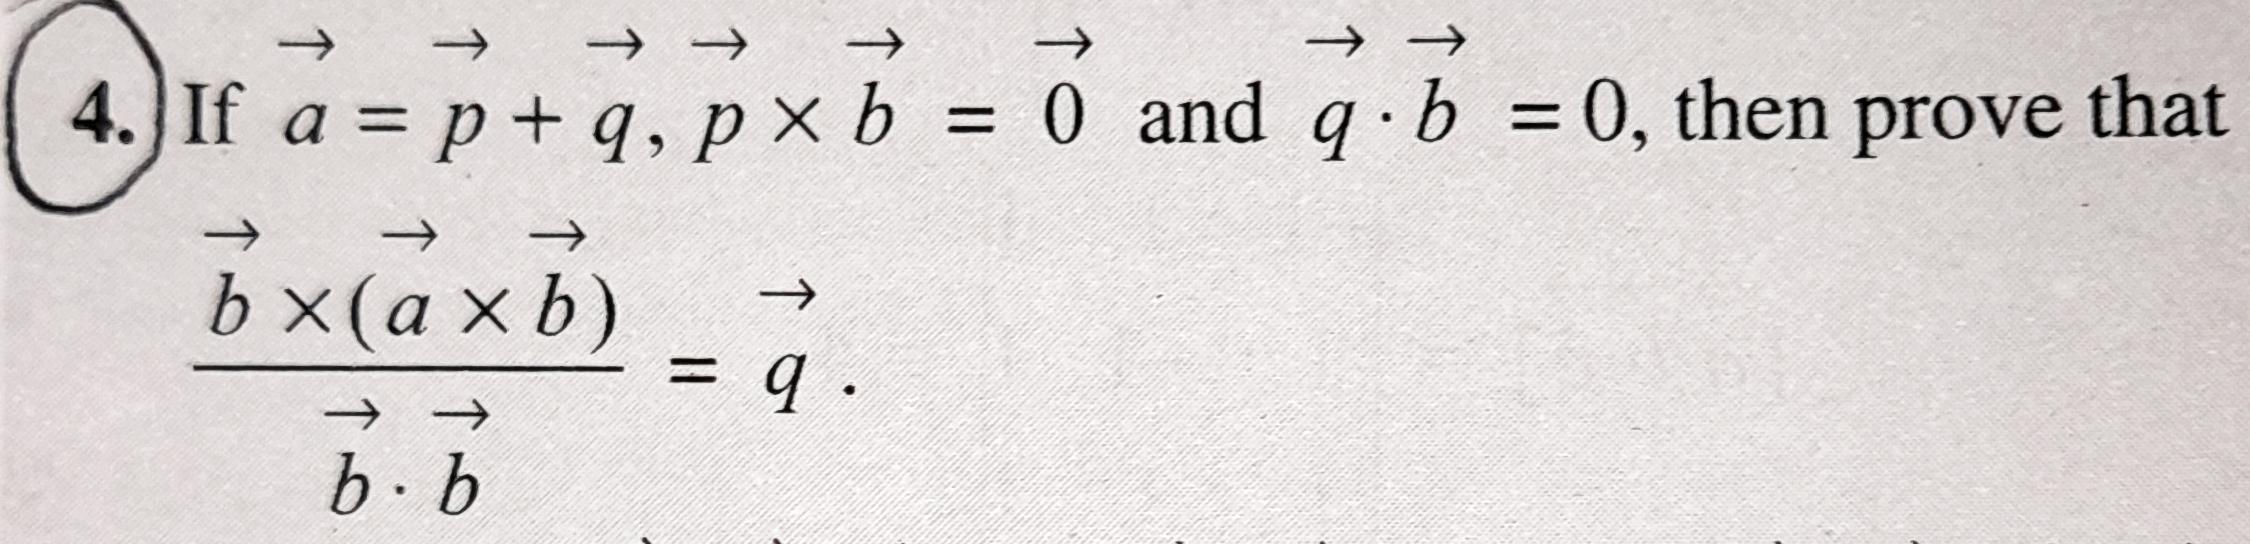 4. If →a = →p + →q, →p × →b = →0 and →q · →b = 0, then prove that
(→b × (→a × →b)) / (→b · →b) = →q.